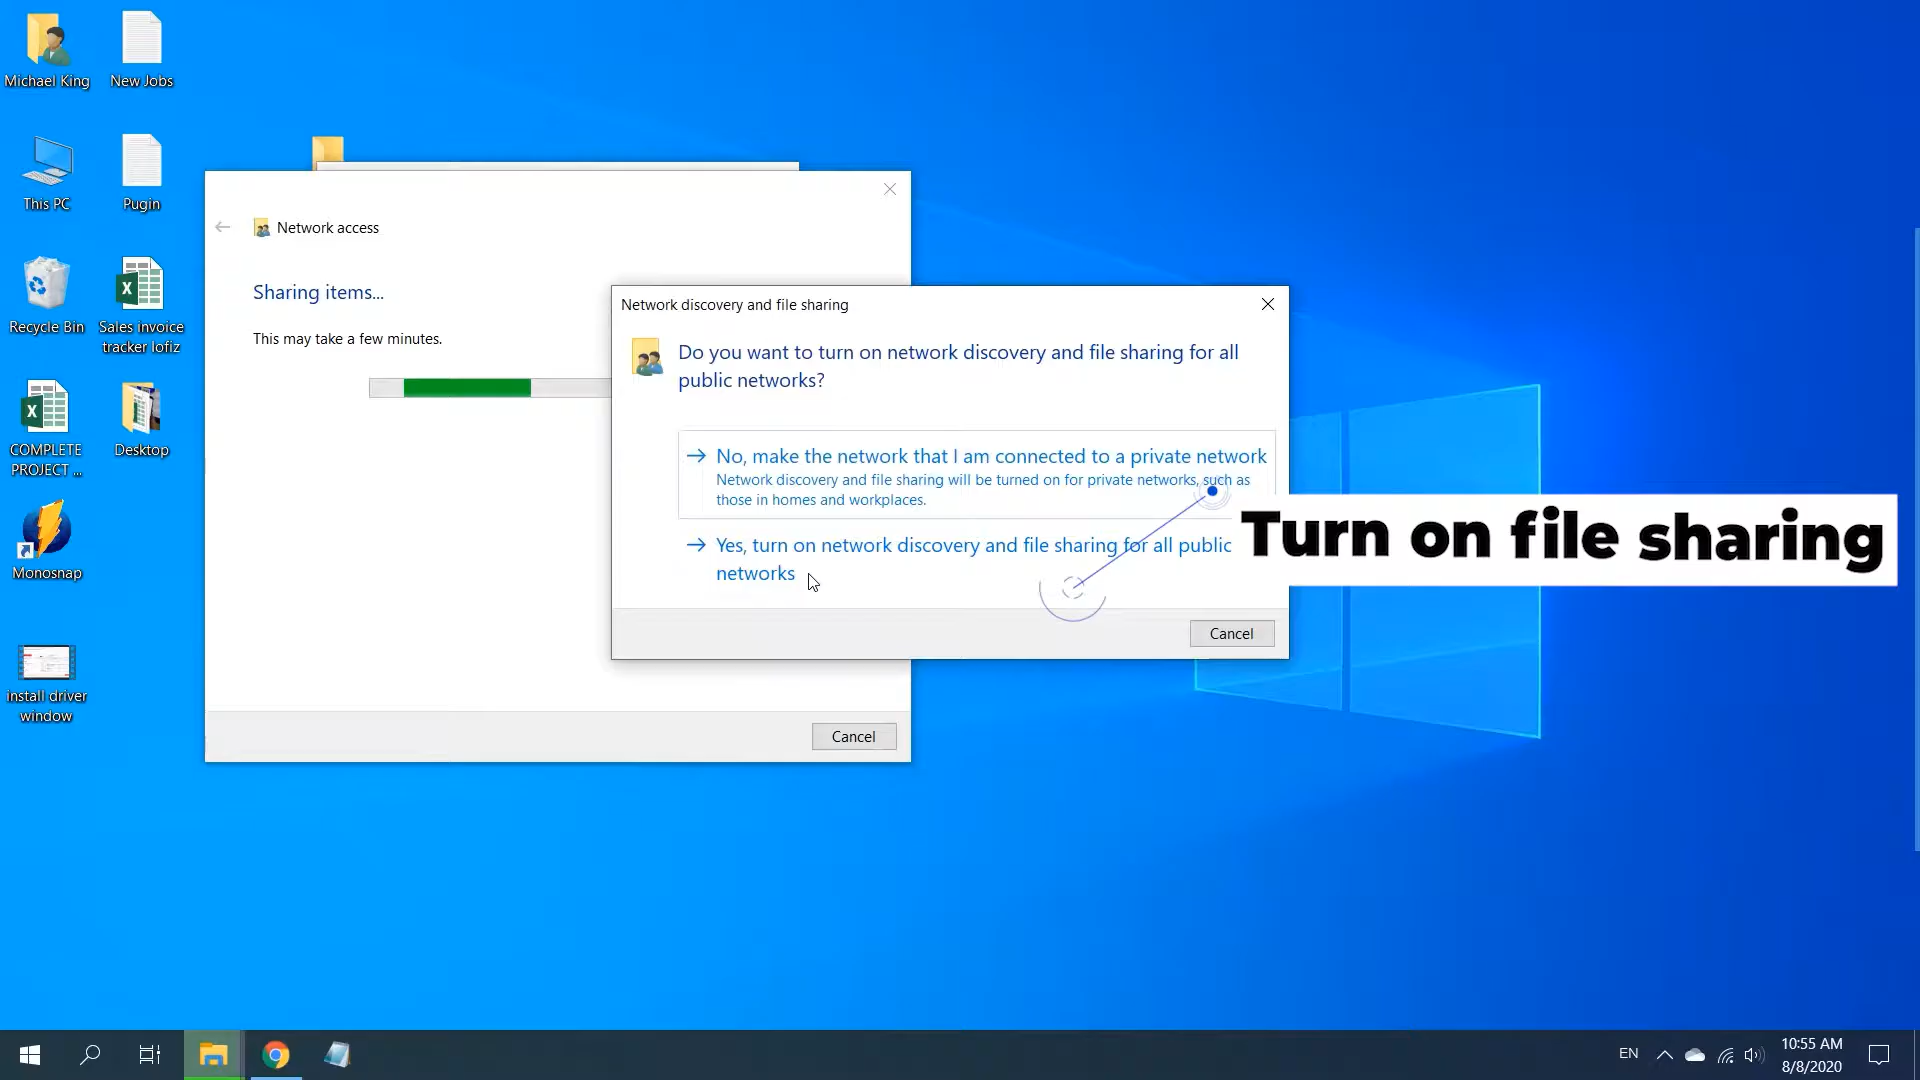 Michael King
New Jobs
This PC
Pugin
Recycle Bin
Sales invoice
tracker lofiz
COMPLETE
PROJECT ...
Desktop
Monosnap
install driver
window
Network access
Sharing items...
This may take a few minutes.
Cancel
Network discovery and file sharing
Do you want to turn on network discovery and file sharing for all
public networks?
No, make the network that I am connected to a private network
Network discovery and file sharing will be turned on for private networks, such as
those in homes and workplaces.
Yes, turn on network discovery and file sharing for all public
networks
Cancel
Turn on file sharing
EN
10:55 AM
8/8/2020